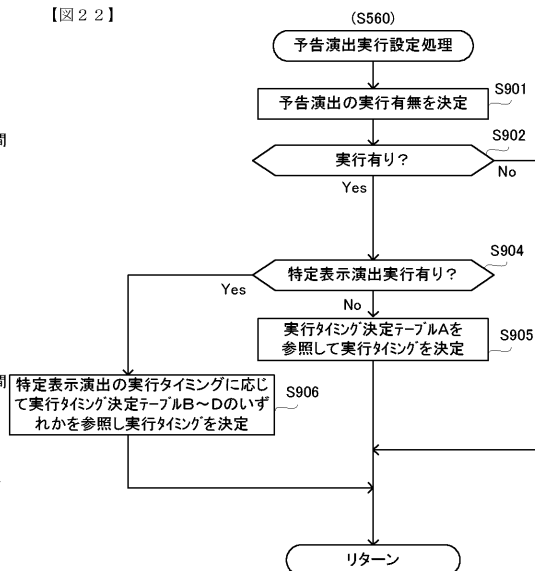 【図２２】
(S560)
予告演出実行設定処理
S901
予告演出の実行有無を決定
間
S902
実行有り？
No
Yes
S904
特定表示演出実行有り？
Yes
No
実行ﾀｲﾐﾝｸﾞ決定ﾃｰﾌﾞﾙAを
参照して実行ﾀｲﾐﾝｸﾞを決定
S905
間
特定表示演出の実行タイミングに応じ
て実行ﾀｲﾐﾝｸﾞ決定ﾃｰﾌﾞﾙB～Dのいず
れかを参照し実行ﾀｲﾐﾝｸﾞを決定
S906
リターン